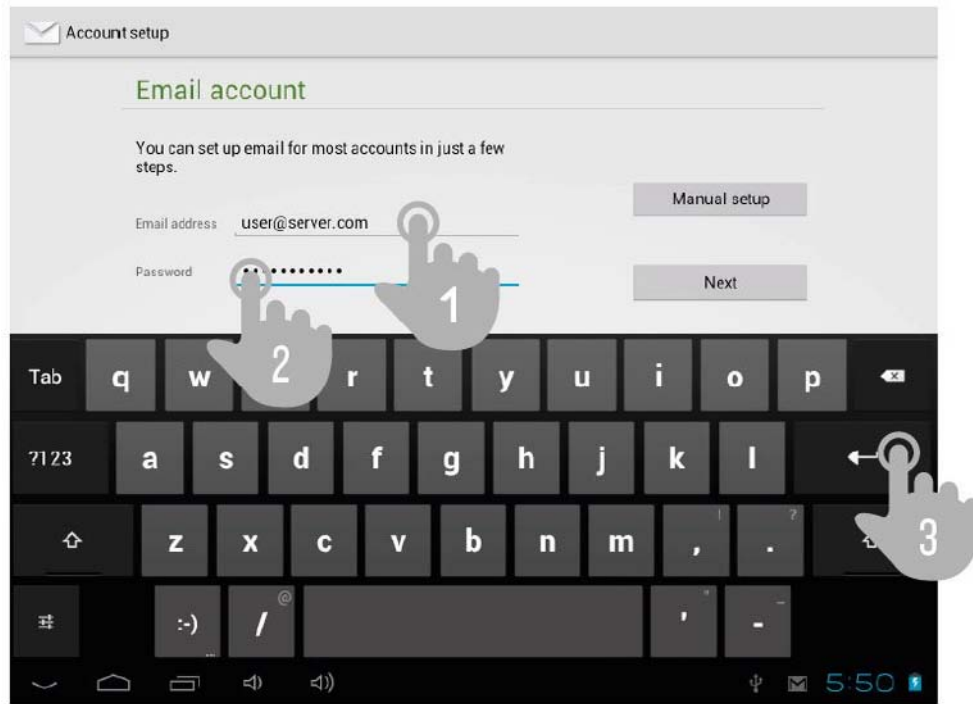 Account setup
Email account
You can set up email for most accounts in just a few
steps.
Manual setup
Email address user@server.com
Password •••••••••••
Next
1
2
Tab q w r t y u i o p
?123 a s d f g h j k l
3
! ?
z x c v b n m , .
@ " _
:-) / ' -
...
5:50